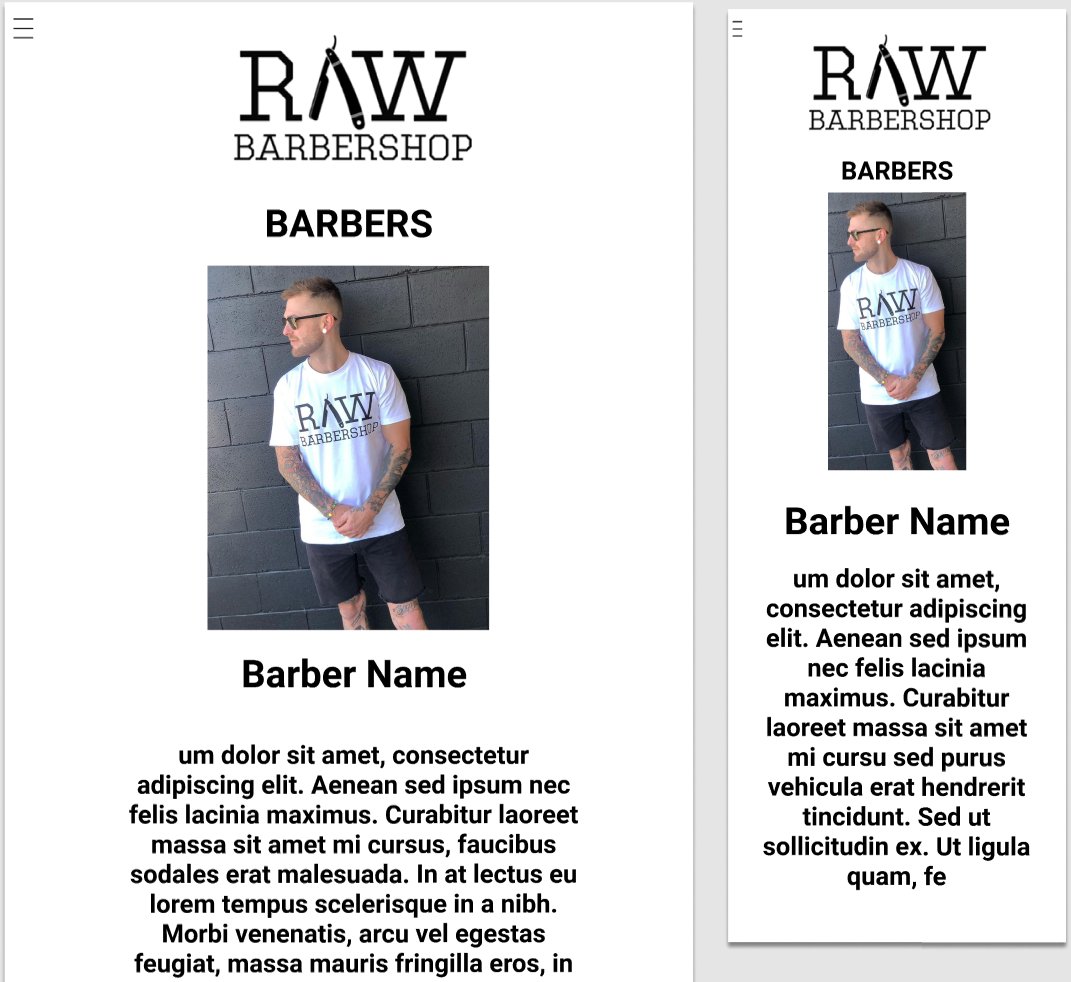 RAW
BARBERSHOP
BARBERS
RAW
BARBERSHOP
Barber Name
um dolor sit amet, consectetur
adipiscing elit. Aenean sed ipsum nec
felis lacinia maximus. Curabitur laoreet
massa sit amet mi cursus, faucibus
sodales erat malesuada. In at lectus eu
lorem tempus scelerisque in a nibh.
Morbi venenatis, arcu vel egestas
feugiat, massa mauris fringilla eros, in
RAW
BARBERSHOP
BARBERS
RAW
BARBERSHOP
Barber Name
um dolor sit amet,
consectetur adipiscing
elit. Aenean sed ipsum
nec felis lacinia
maximus. Curabitur
laoreet massa sit amet
mi cursu sed purus
vehicula erat hendrerit
tincidunt. Sed ut
sollicitudin ex. Ut ligula
quam, fe